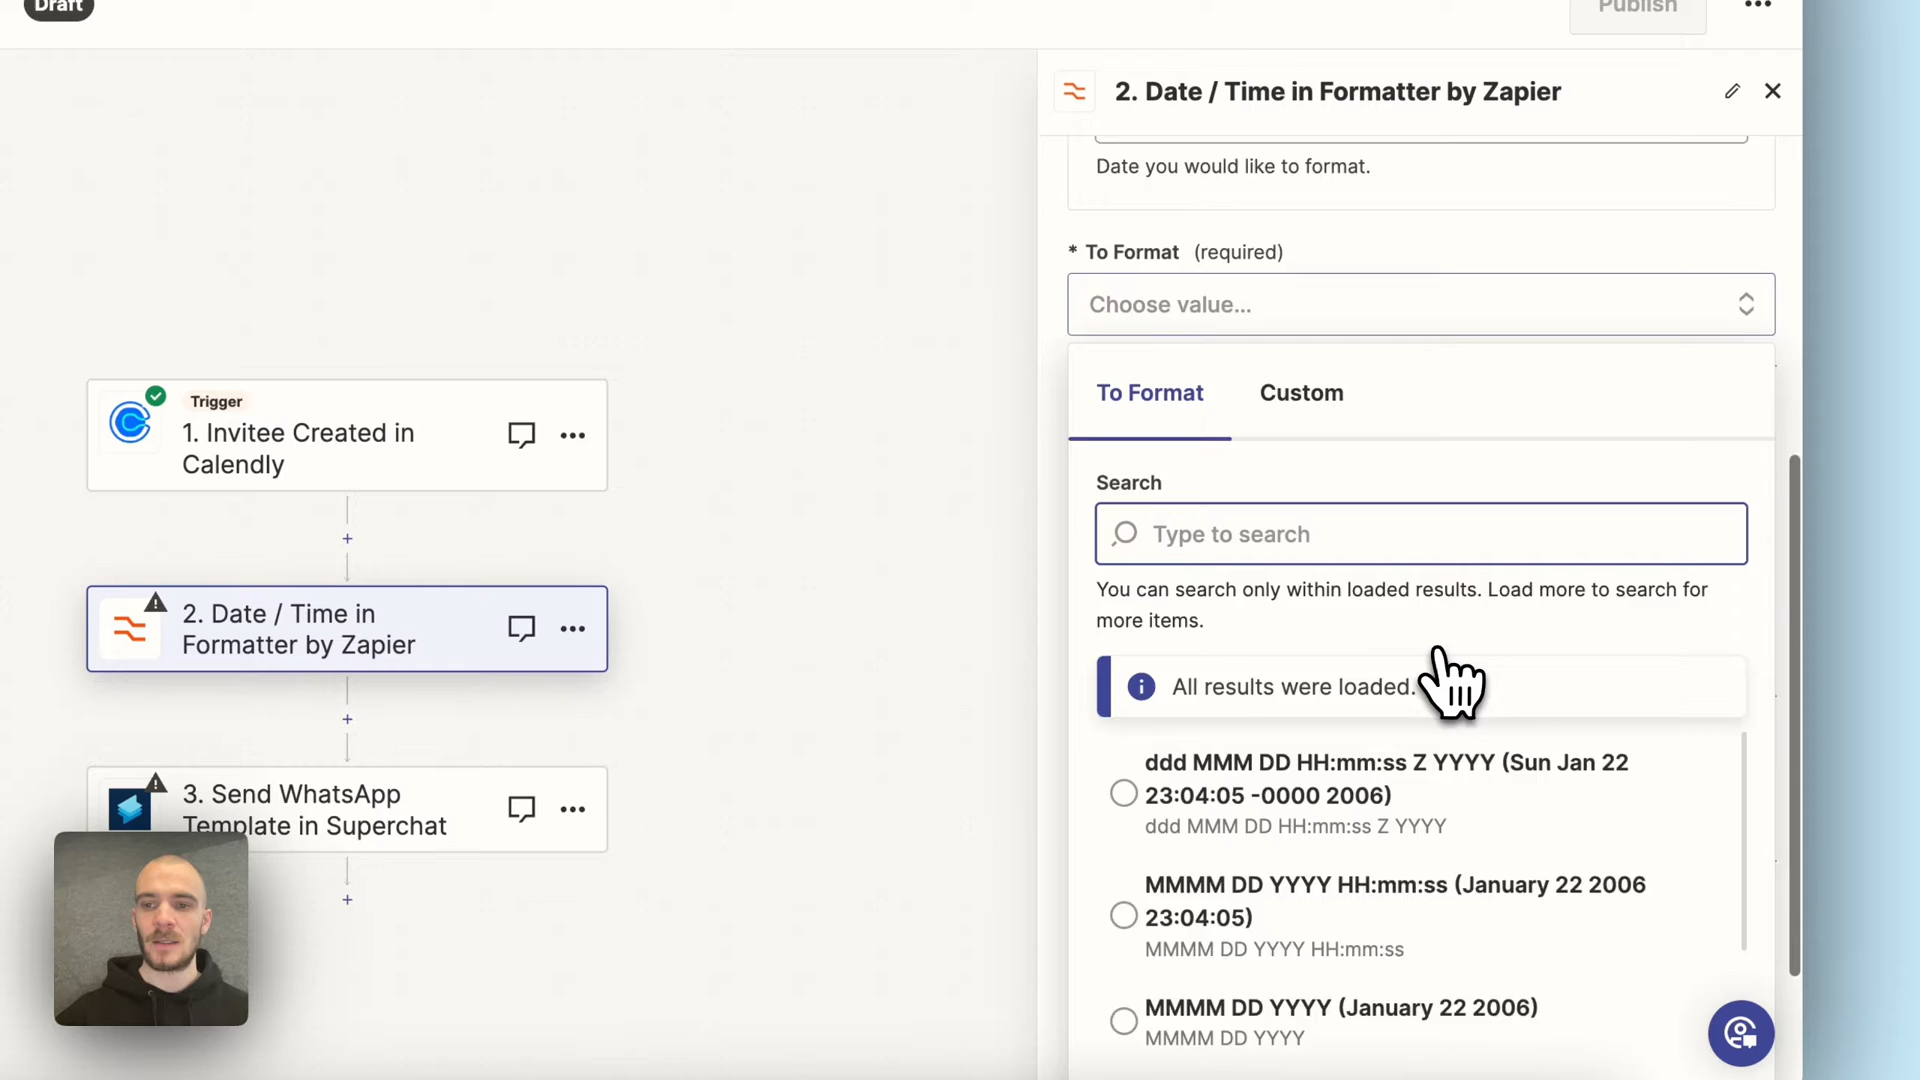 Draft
Publish
2. Date / Time in Formatter by Zapier
Date you would like to format.
* To Format (required)
Choose value...
To Format
Custom
Search
Type to search
You can search only within loaded results. Load more to search for
more items.
All results were loaded.
ddd MMM DD HH:mm:ss Z YYYY (Sun Jan 22
23:04:05 -0000 2006)
ddd MMM DD HH:mm:ss Z YYYY
MMMM DD YYYY HH:mm:ss (January 22 2006
23:04:05)
MMMM DD YYYY HH:mm:ss
MMMM DD YYYY (January 22 2006)
MMMM DD YYYY
Trigger
1. Invitee Created in
Calendly
2. Date / Time in
Formatter by Zapier
3. Send WhatsApp
Template in Superchat